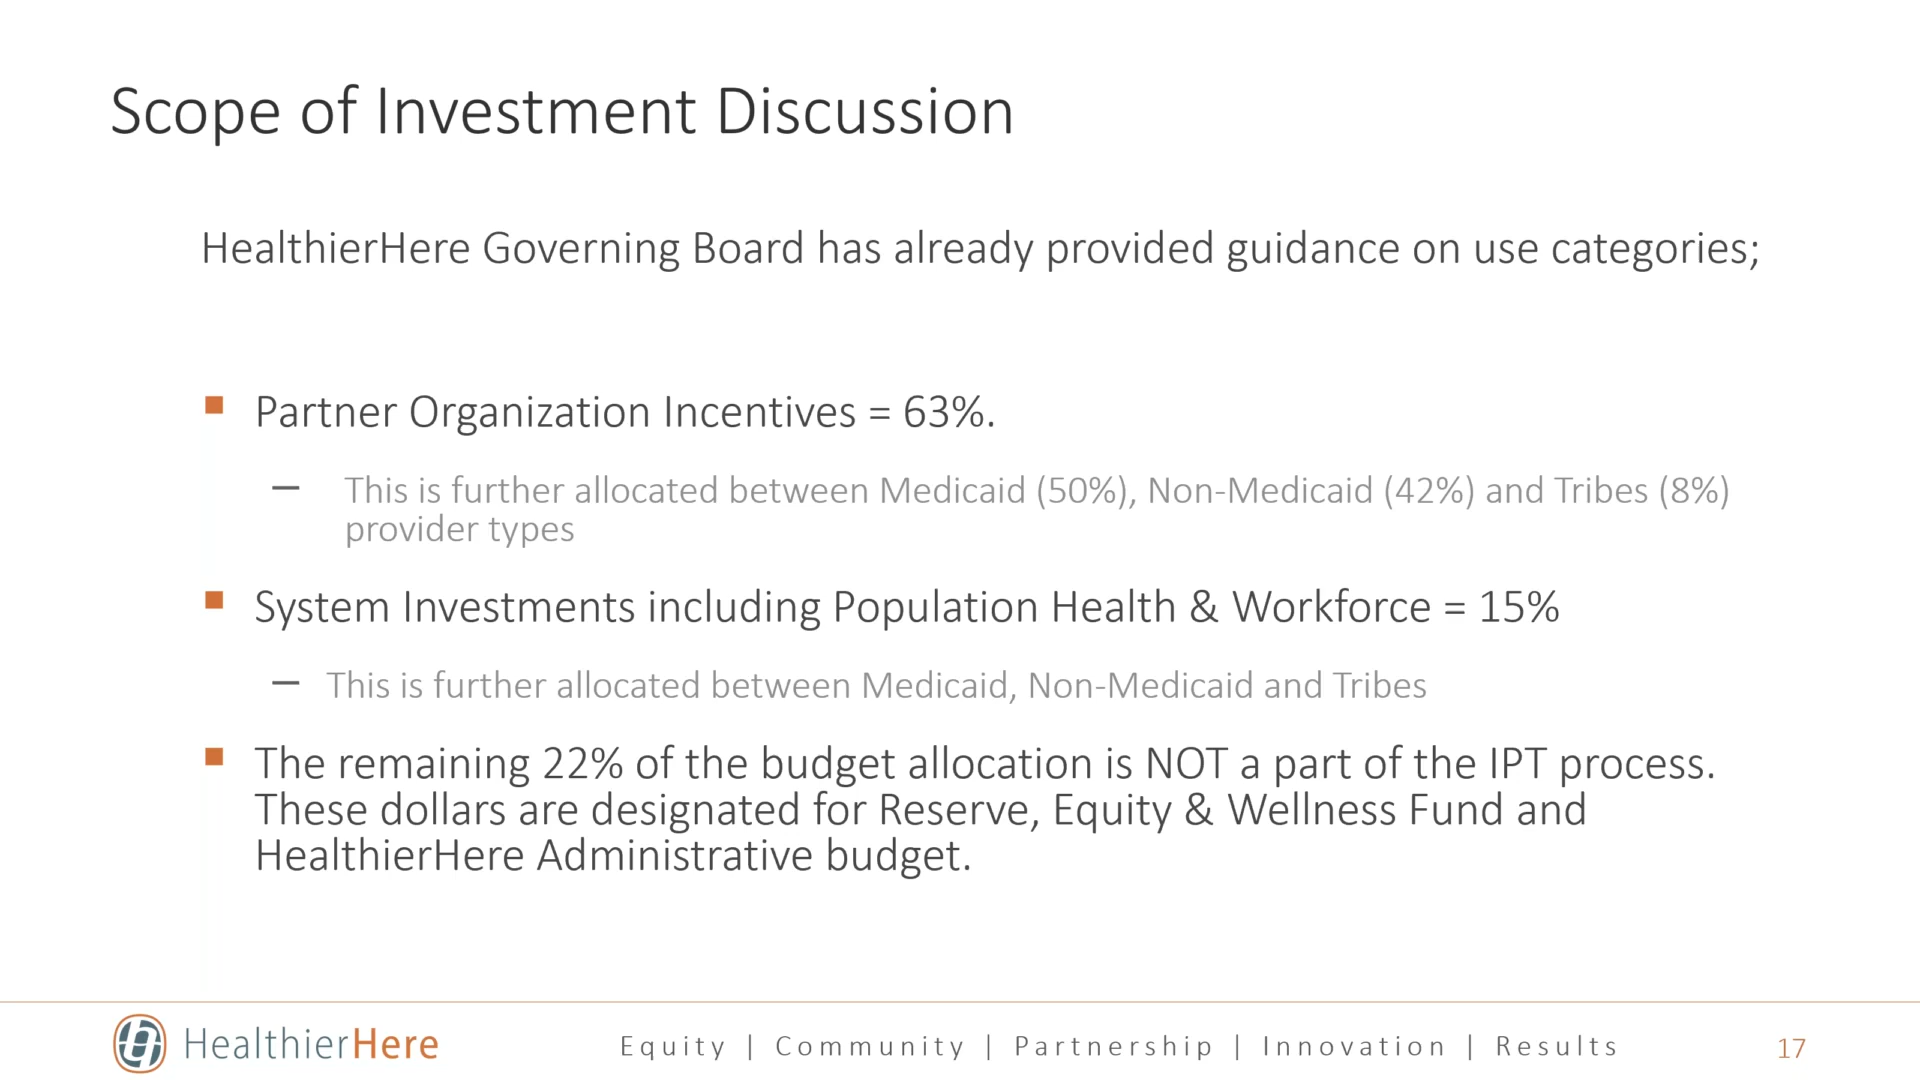 Scope of Investment Discussion
HealthierHere Governing Board has already provided guidance on use categories;
▪ Partner Organization Incentives = 63%.
– This is further allocated between Medicaid (50%), Non-Medicaid (42%) and Tribes (8%)
provider types
▪ System Investments including Population Health & Workforce = 15%
– This is further allocated between Medicaid, Non-Medicaid and Tribes
▪ The remaining 22% of the budget allocation is NOT a part of the IPT process.
These dollars are designated for Reserve, Equity & Wellness Fund and
HealthierHere Administrative budget.
HealthierHere
Equity | Community | Partnership | Innovation | Results
17